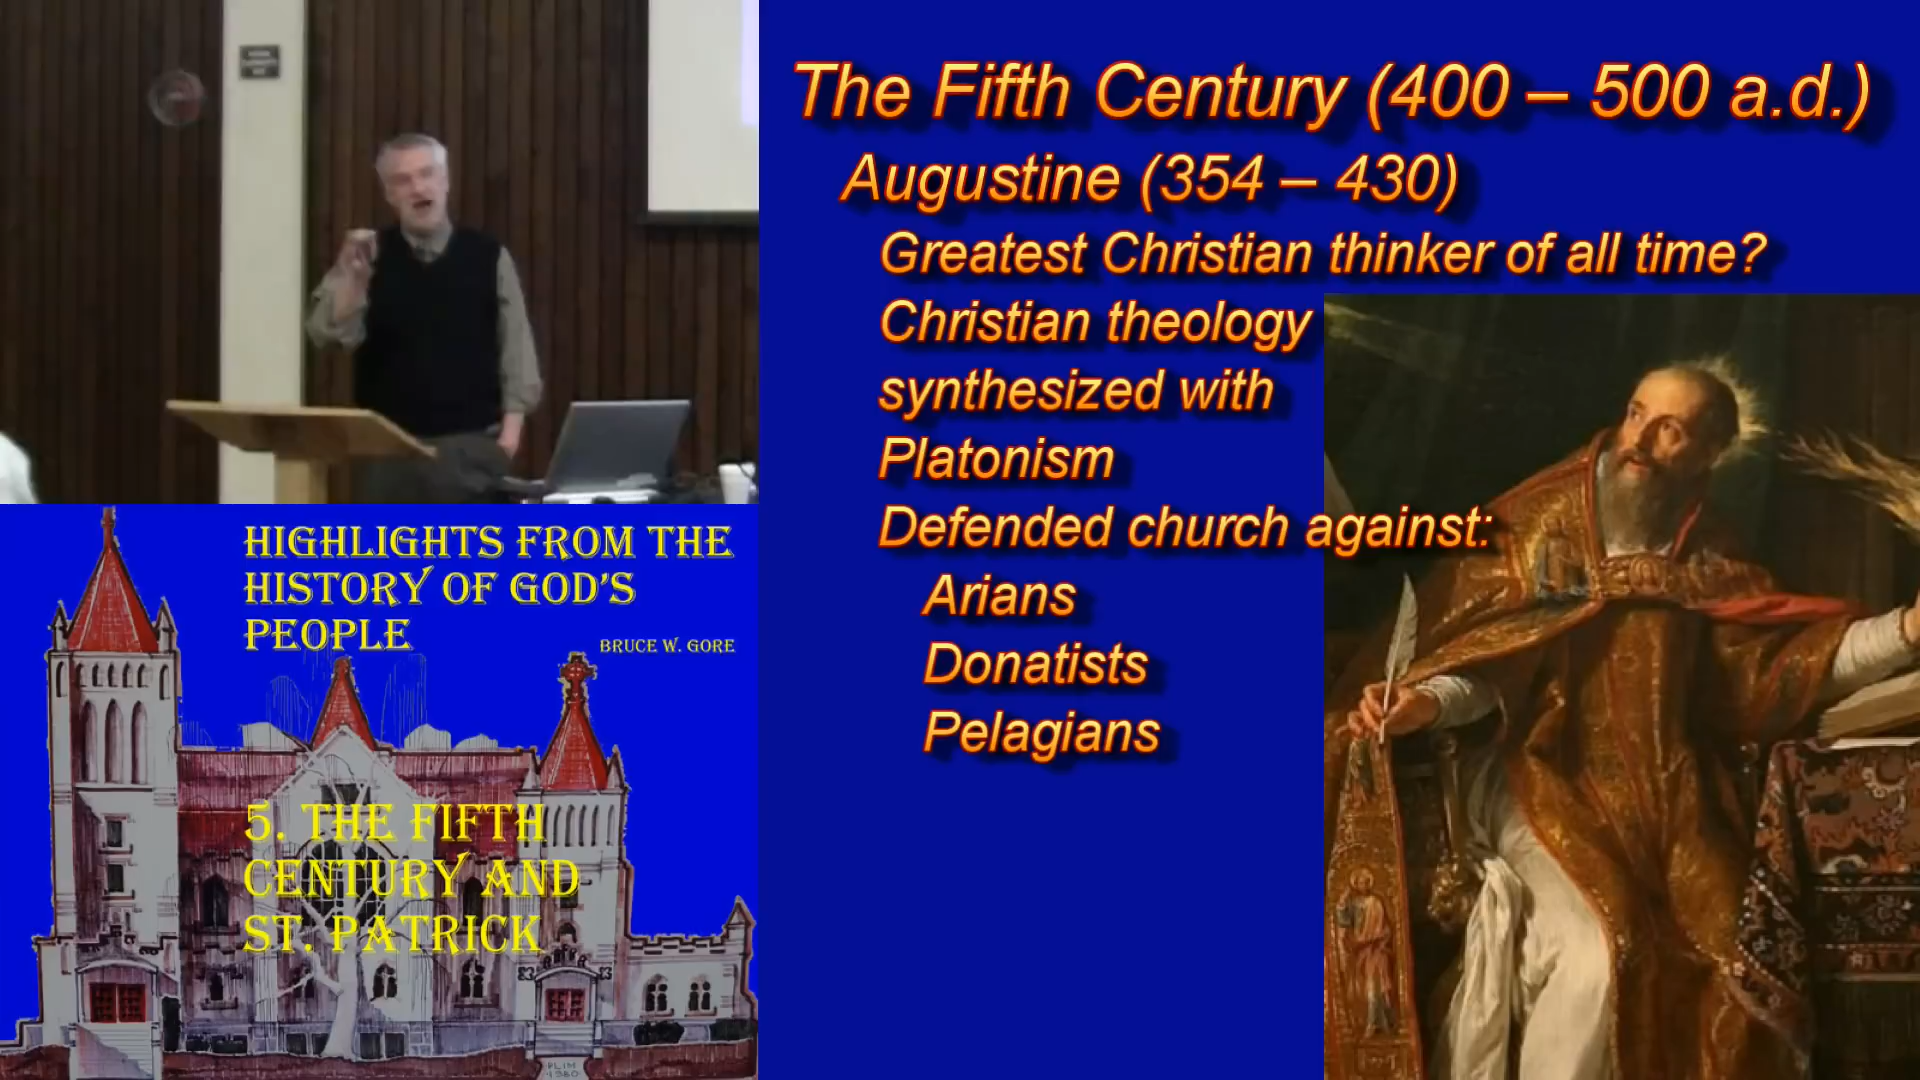 The Fifth Century (400 – 500 a.d.)
Augustine (354 – 430)
Greatest Christian thinker of all time?
Christian theology
synthesized with
Platonism
Defended church against:
Arians
Donatists
Pelagians
HIGHLIGHTS FROM THE
HISTORY OF GOD'S
PEOPLE
BRUCE W. GORE
5. THE FIFTH
CENTURY AND
ST. PATRICK